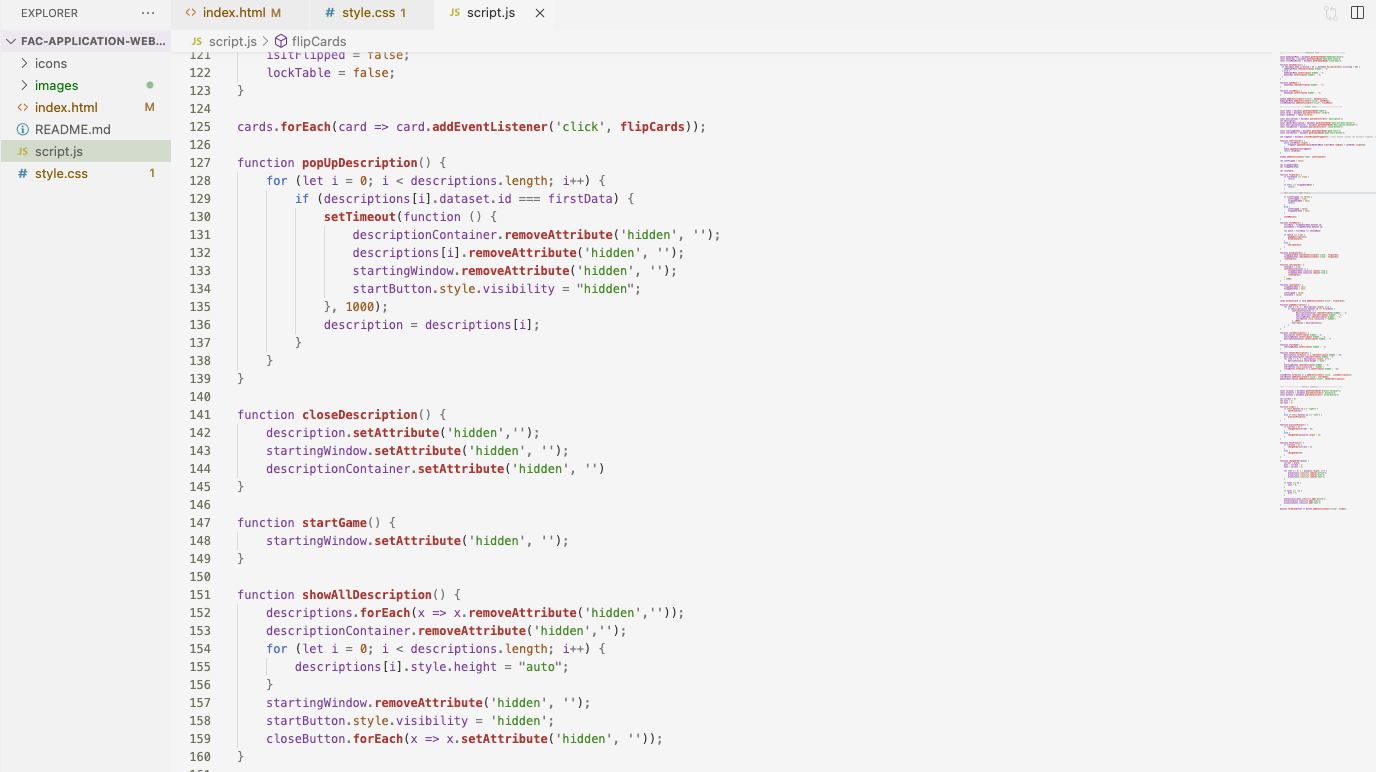 EXPLORER ···
index.html M
style.css 1
JS script.js ×
FAC-APPLICATION-WEB...
icons
images
index.html M
README.md
JS script.js
# style.css 1
JS script.js > flipCards
121 isItFlipped = false;
122 lockTable = false;
123 }
124
125 cards.forEach(card => card.addEventListener('click', flipCards));
126
127 function popUpDescription() {
128 for (let i = 0; i < descriptions.length; i++) {
129 if (descriptions[i].dataset.id === firstData) {
130 setTimeout(function () {
131 descriptionContainer.removeAttribute('hidden', '');
132 descriptions[i].removeAttribute('hidden', '');
133 startingWindow.removeAttribute('hidden', '');
134 startButton.style.visibility = "hidden";
135 }, 1000);
136 description = descriptions[i];
137 }
138 }
139 }
140
141 function closeDescription() {
142 description.setAttribute('hidden','');
143 startingWindow.setAttribute('hidden', '');
144 descriptionContainer.setAttribute('hidden', '')
145 }
146
147 function startGame() {
148 startingWindow.setAttribute('hidden', '');
149 }
150
151 function showAllDescription() {
152 descriptions.forEach(x => x.removeAttribute('hidden',''));
153 descriptionContainer.removeAttribute('hidden','');
154 for (let i = 0; i < descriptions.length; i++) {
155 descriptions[i].style.height = "auto";
156 }
157 startingWindow.removeAttribute('hidden', '');
158 startButton.style.visibility = 'hidden';
159 closeButton.forEach(x => x.setAttribute('hidden', ''));
160 }